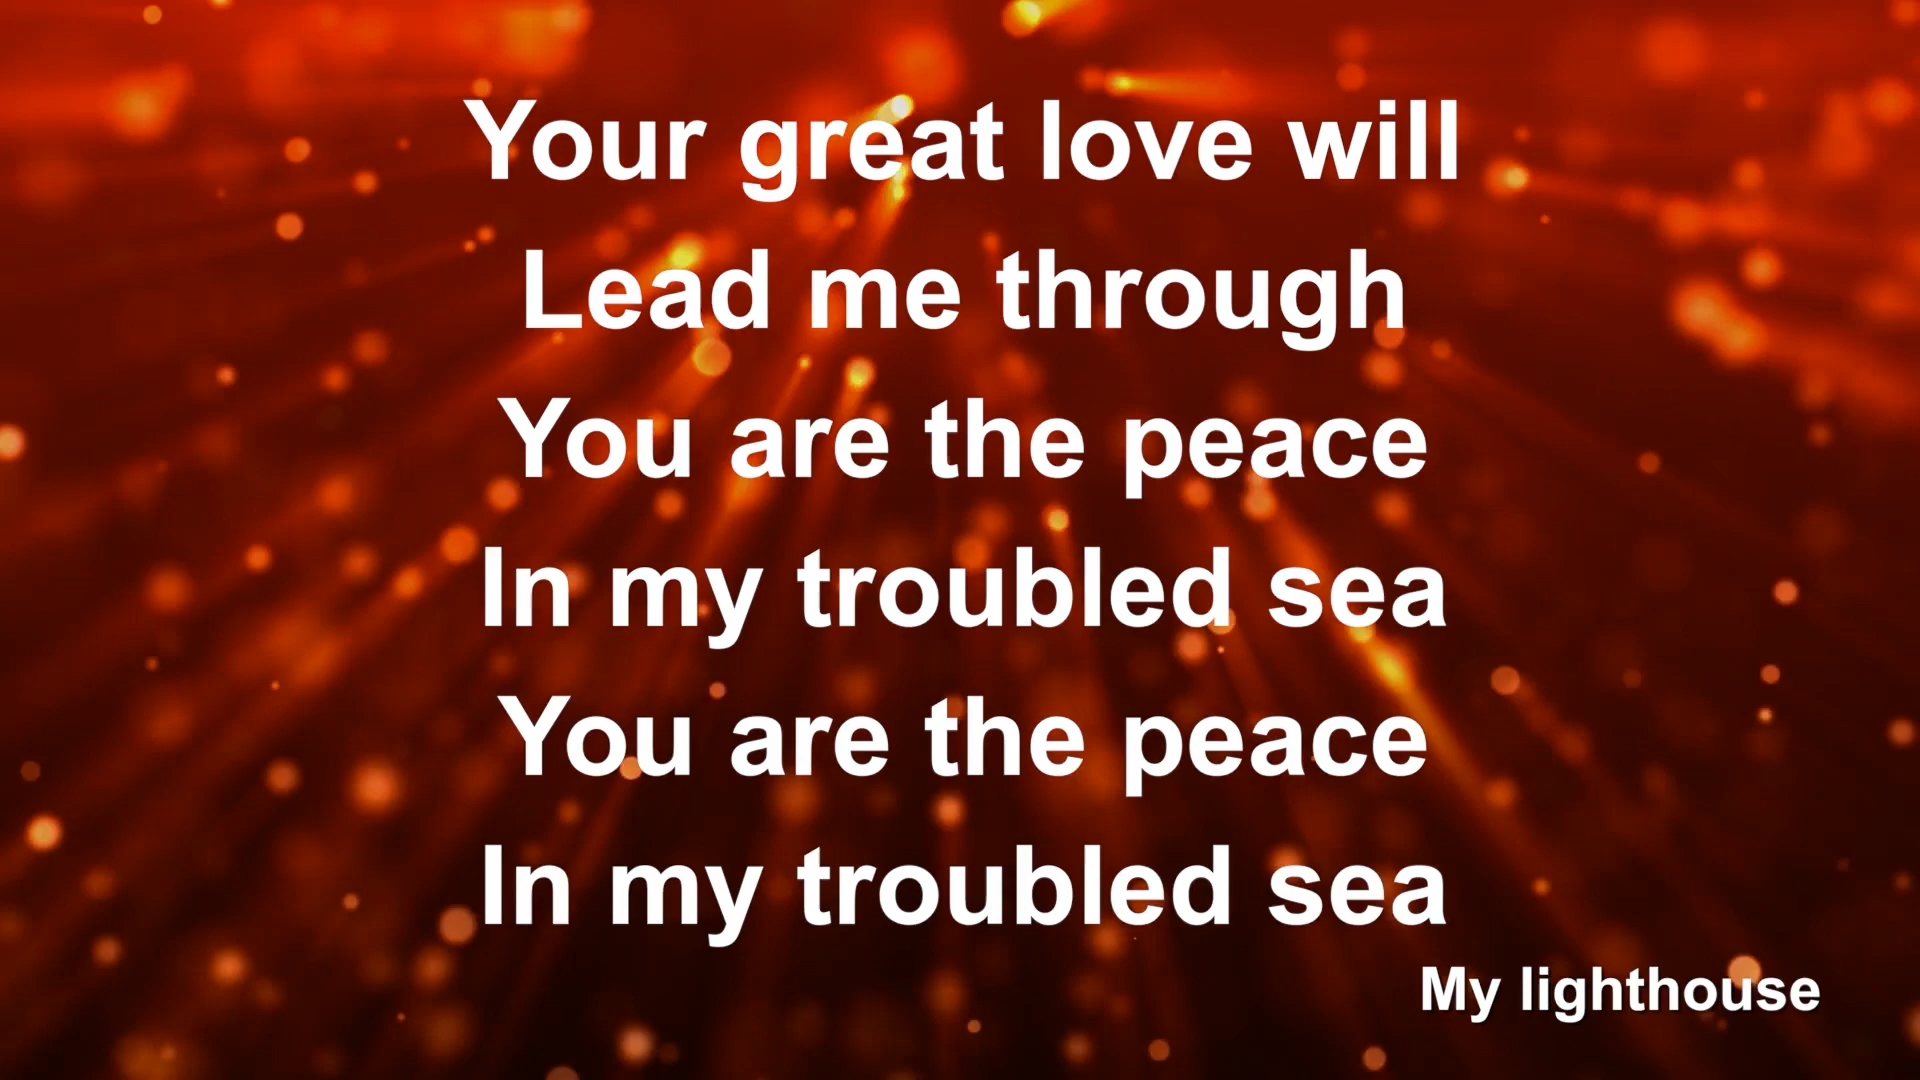 Your great love will
Lead me through
You are the peace
In my troubled sea
You are the peace
In my troubled sea
My lighthouse